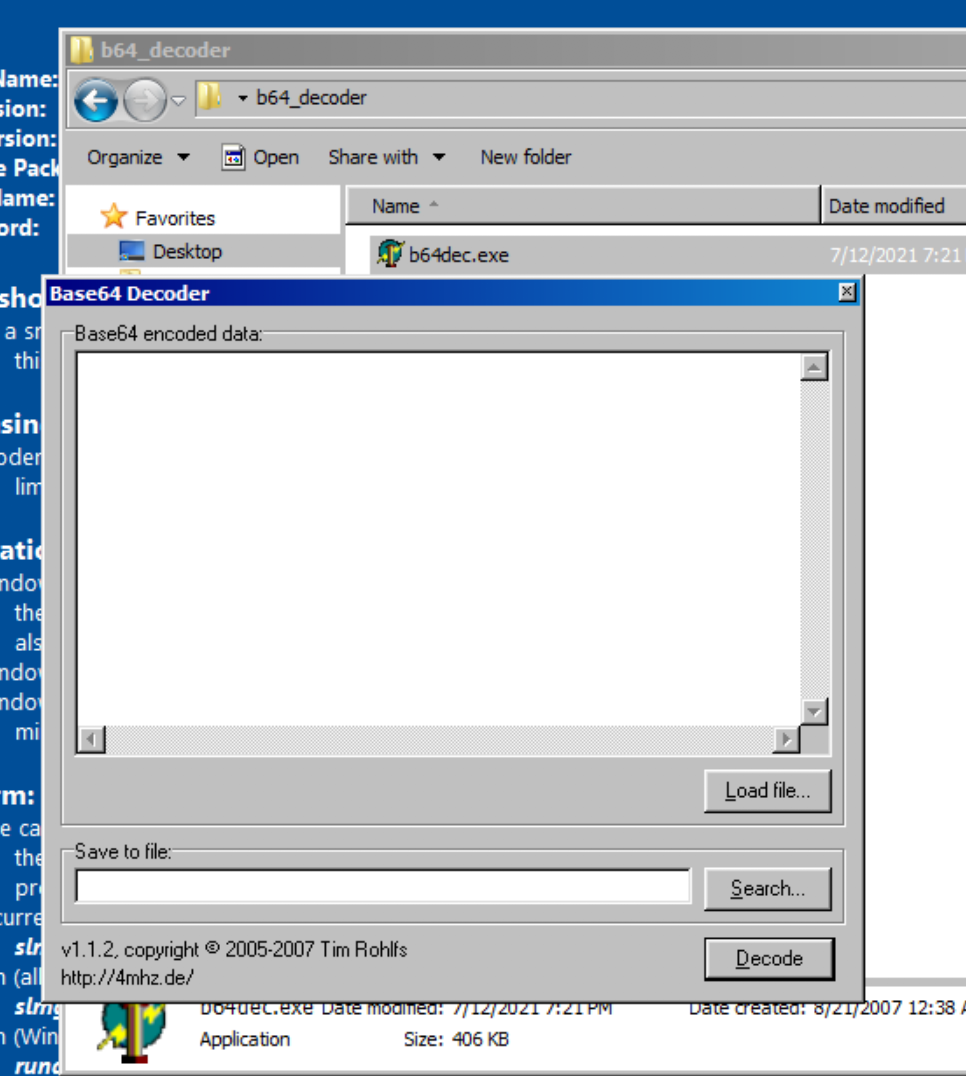 b64_decoder
b64_decoder
Organize
Open
Share with
New folder
Name
Date modified
Favorites
Desktop
b64dec.exe
7/12/2021 7:21
Name:
sion:
rsion:
e Pack
Name:
ord:
sho
a sn
thi
sin
oder
lim
atio
ndow
the
als
ndow
ndow
mi
rm:
e ca
the
pro
curre
slm
n (all
slmg
n (Win
rund
Base64 Decoder
Base64 encoded data:
Load file...
Save to file:
Search...
v1.1.2, copyright © 2005-2007 Tim Rohlfs
http://4mhz.de/
Decode
b64dec.exe Date modified: 7/12/2021 7:21 PM
Date created: 8/21/2007 12:38 A
Application
Size: 406 KB